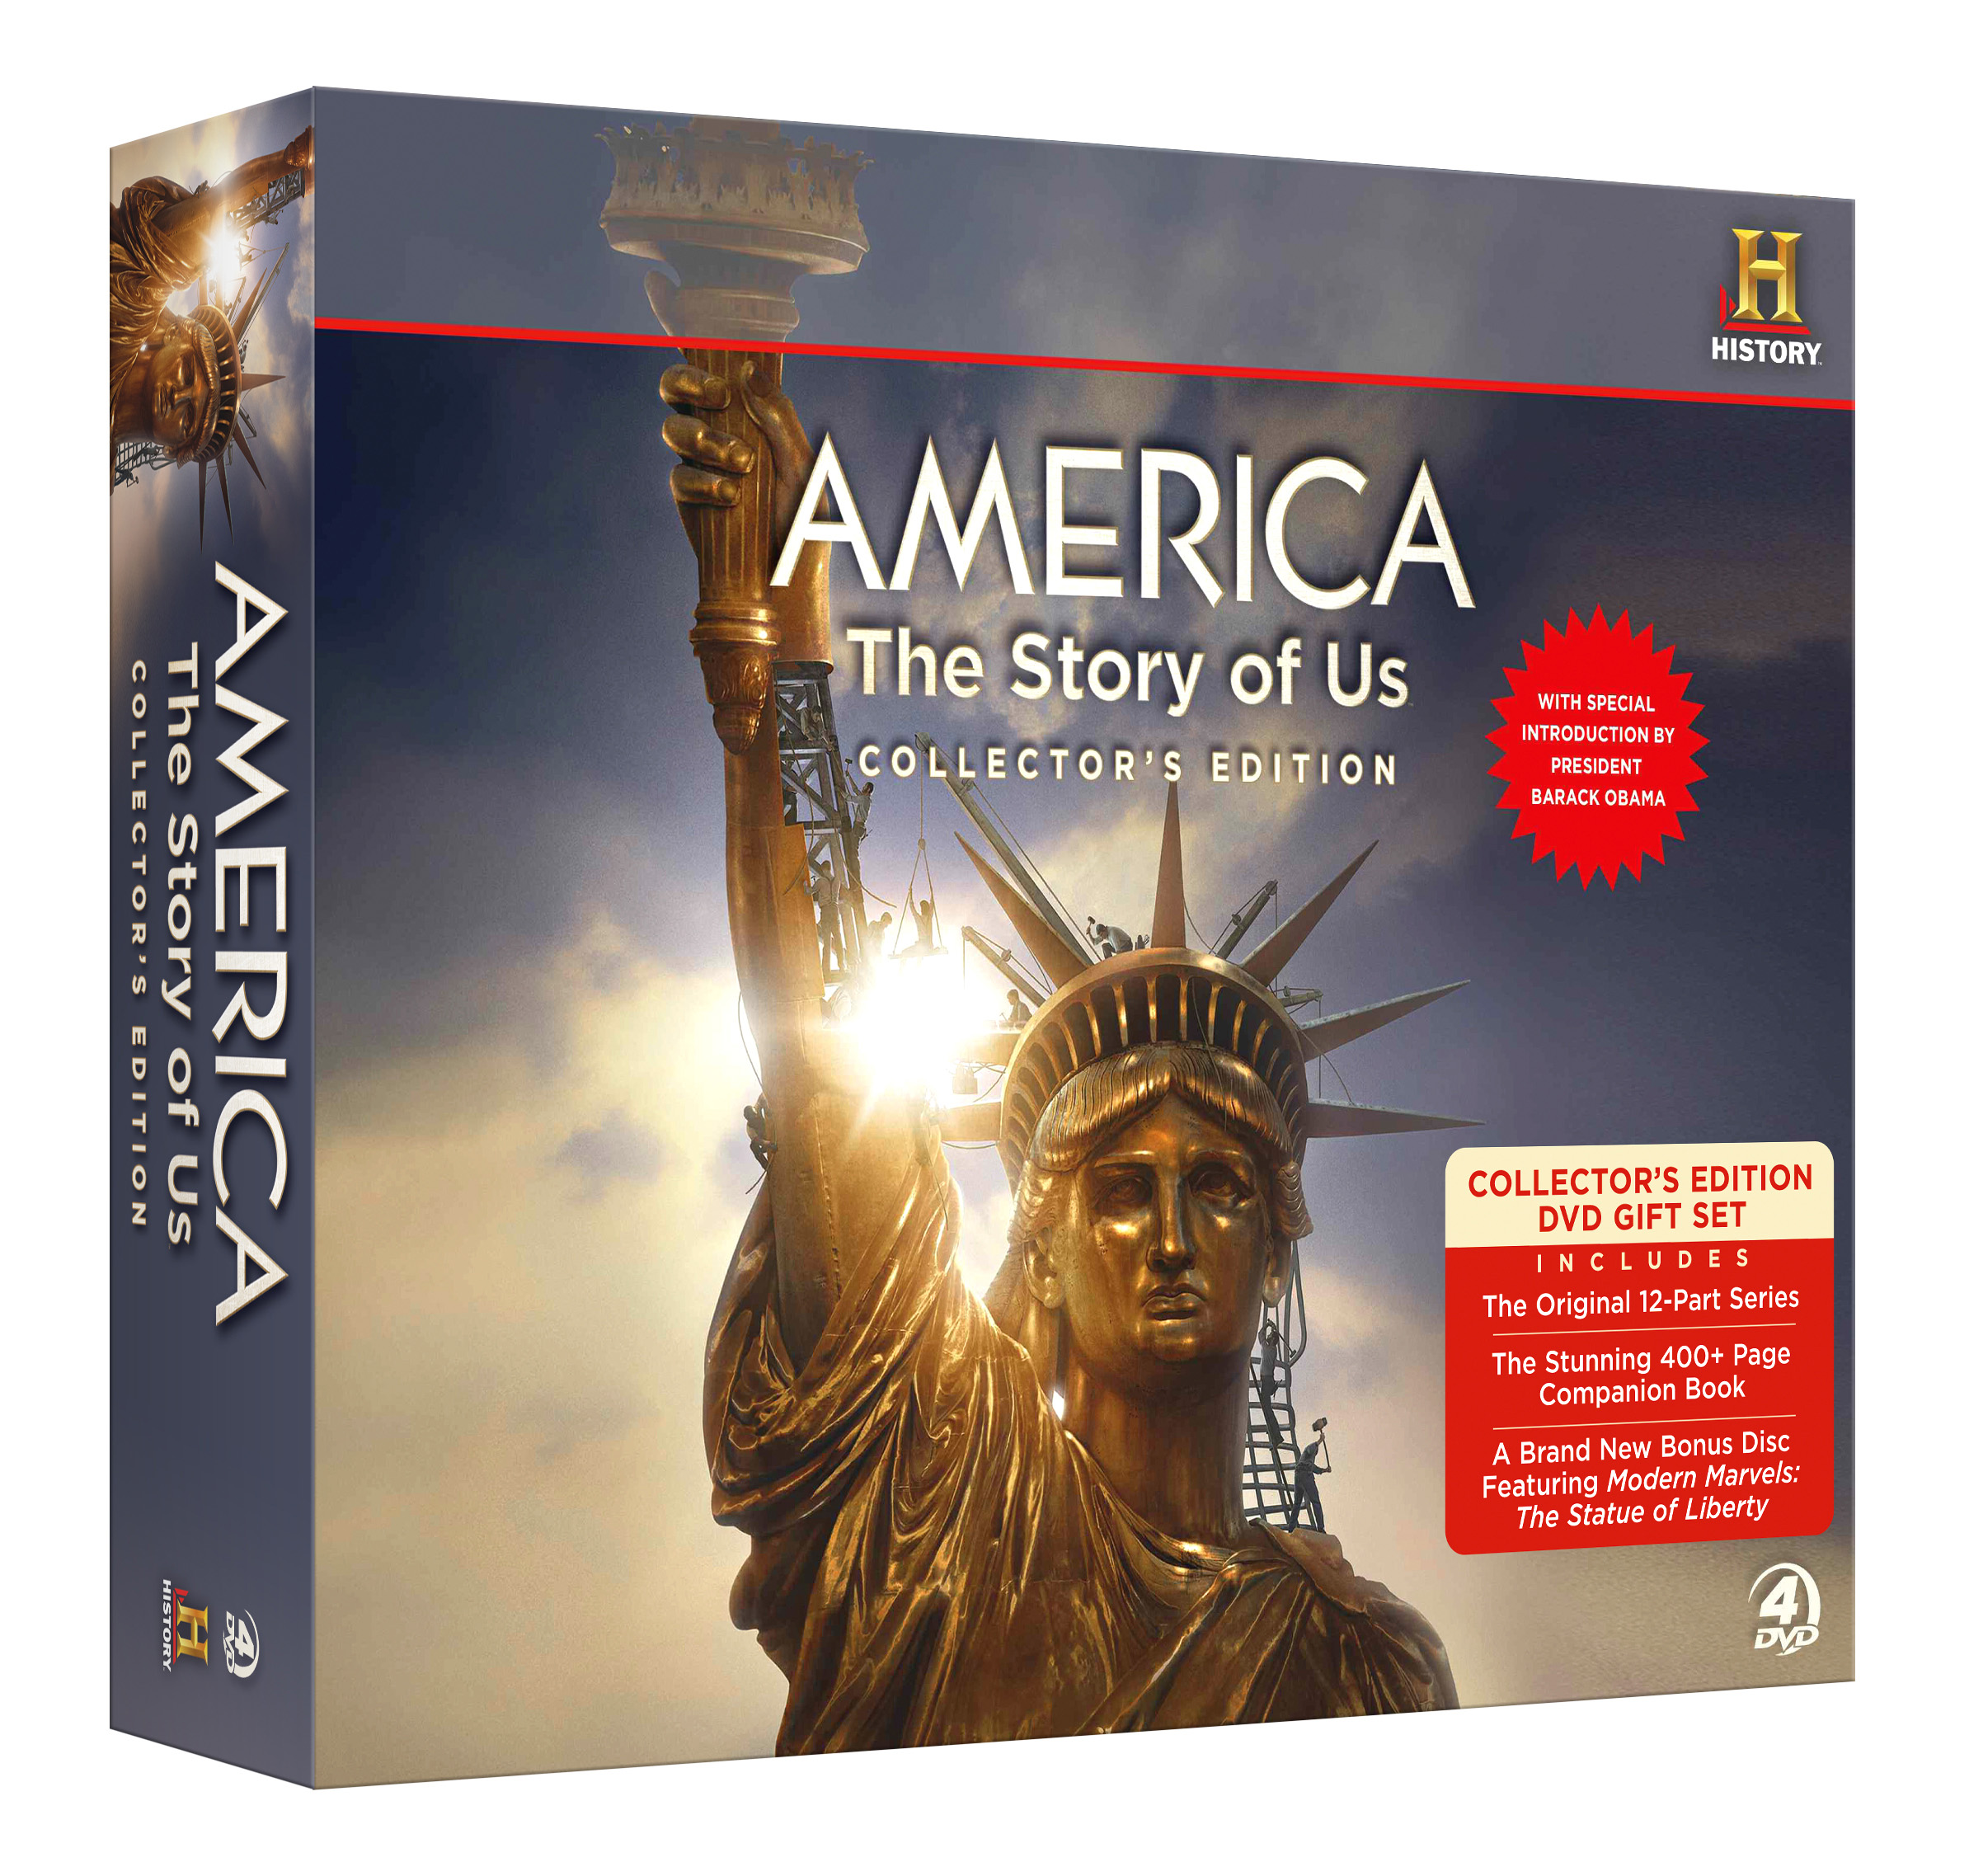 H
HISTORY
AMERICA
The Story of Us
COLLECTOR'S EDITION
WITH SPECIAL
INTRODUCTION BY
PRESIDENT
BARACK OBAMA
COLLECTOR'S EDITION
DVD GIFT SET
INCLUDES
The Original 12-Part Series
The Stunning 400+ Page
Companion Book
A Brand New Bonus Disc
Featuring Modern Marvels:
The Statue of Liberty
4
DVD
AMERICA
The Story of Us
COLLECTOR'S EDITION
4
DVD
H
HISTORY